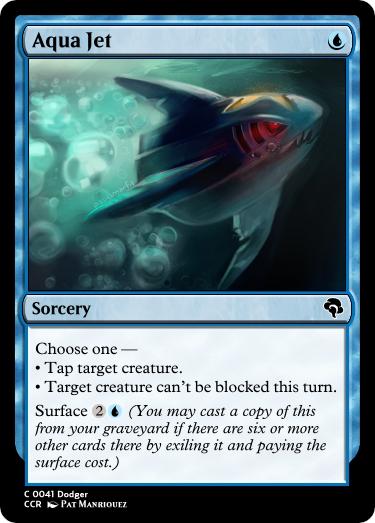 Aqua Jet
Sorcery
Choose one —
• Tap target creature.
• Target creature can't be blocked this turn.
Surface 2 (You may cast a copy of this
from your graveyard if there are six or more
other cards there by exiling it and paying the
surface cost.)
C 0041 Dodger
CCR Pat Manriquez